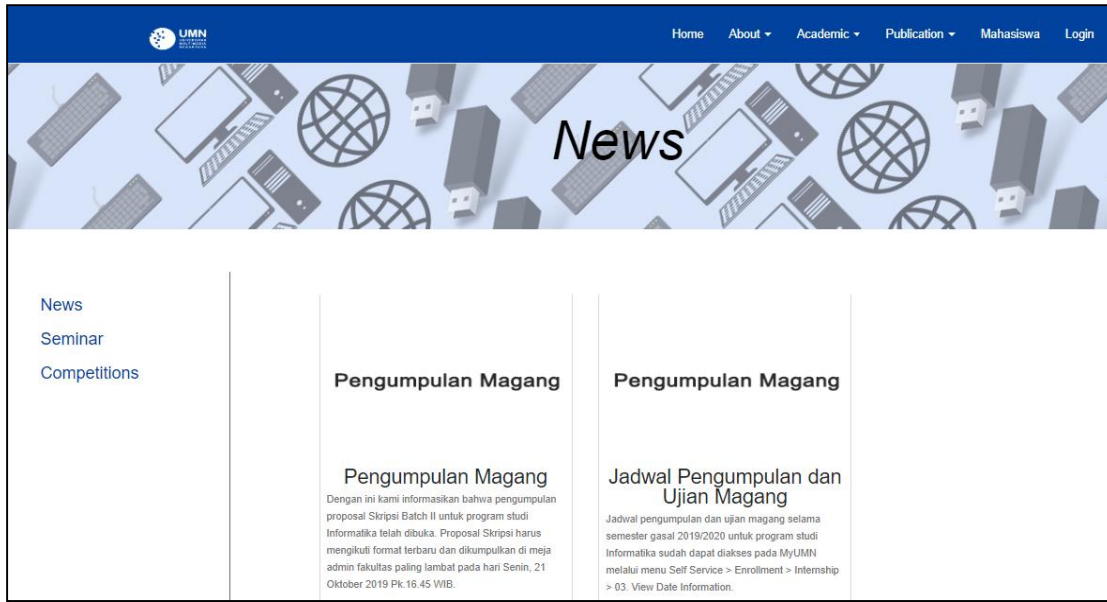 UMN
UNIVERSITAS
MULTIMEDIA
NUSANTARA
Home About Academic Publication Mahasiswa Login
News
News
Seminar
Competitions
Pengumpulan Magang
Pengumpulan Magang
Dengan ini kami informasikan bahwa pengumpulan
proposal Skripsi Batch II untuk program studi
Informatika telah dibuka. Proposal Skripsi harus
mengikuti format terbaru dan dikumpulkan di meja
admin fakultas paling lambat pada hari Senin, 21
Oktober 2019 Pk.16.45 WIB.
Pengumpulan Magang
Jadwal Pengumpulan dan
Ujian Magang
Jadwal pengumpulan dan ujian magang selama
semester gasal 2019/2020 untuk program studi
Informatika sudah dapat diakses pada MyUMN
melalui menu Self Service > Enrollment > Internship
> 03. View Date Information.